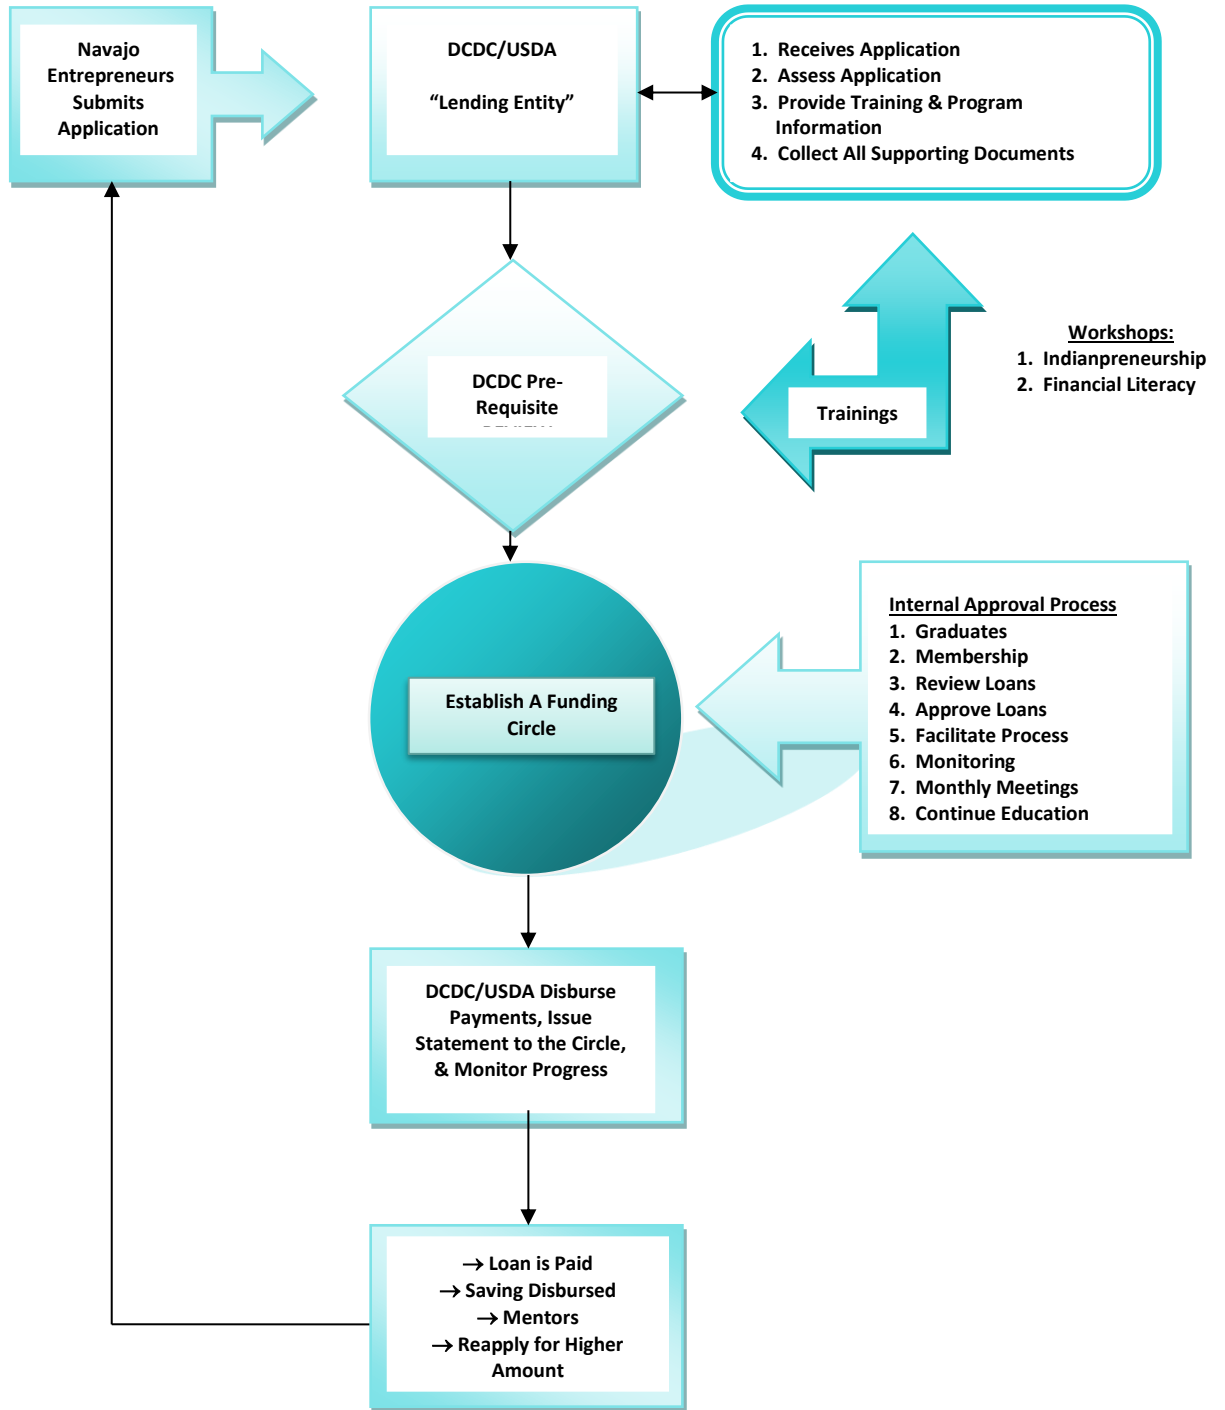 Navajo
Entrepreneurs
Submits
Application
DCDC/USDA
“Lending Entity”
1. Receives Application
2. Assess Application
3. Provide Training & Program
Information
4. Collect All Supporting Documents
DCDC Pre-
Requisite
Trainings
Workshops:
1. Indianpreneurship
2. Financial Literacy
Establish A Funding
Circle
Internal Approval Process
1. Graduates
2. Membership
3. Review Loans
4. Approve Loans
5. Facilitate Process
6. Monitoring
7. Monthly Meetings
8. Continue Education
DCDC/USDA Disburse
Payments, Issue
Statement to the Circle,
& Monitor Progress
→ Loan is Paid
→ Saving Disbursed
→ Mentors
→ Reapply for Higher
Amount